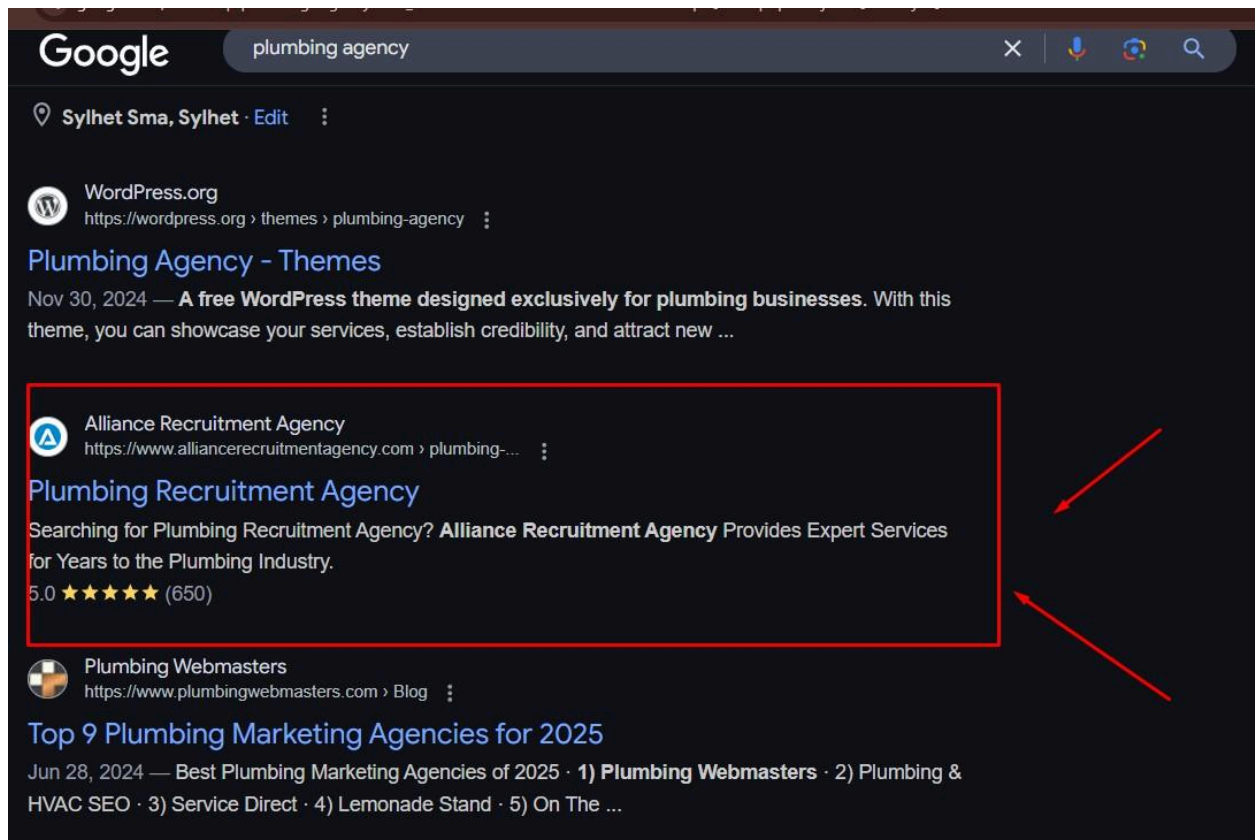 Google
plumbing agency
Sylhet Sma, Sylhet · Edit
WordPress.org
https://wordpress.org › themes › plumbing-agency
Plumbing Agency - Themes
Nov 30, 2024 — A free WordPress theme designed exclusively for plumbing businesses. With this
theme, you can showcase your services, establish credibility, and attract new ...
Alliance Recruitment Agency
https://www.alliancerecruitmentagency.com › plumbing-...
Plumbing Recruitment Agency
Searching for Plumbing Recruitment Agency? Alliance Recruitment Agency Provides Expert Services
for Years to the Plumbing Industry.
5.0 ★★★★★ (650)
Plumbing Webmasters
https://www.plumbingwebmasters.com › Blog
Top 9 Plumbing Marketing Agencies for 2025
Jun 28, 2024 — Best Plumbing Marketing Agencies of 2025 · 1) Plumbing Webmasters · 2) Plumbing &
HVAC SEO · 3) Service Direct · 4) Lemonade Stand · 5) On The ...